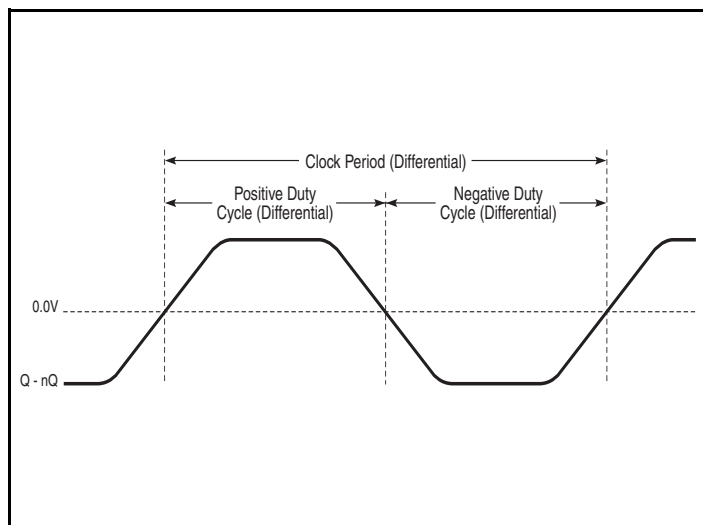 Clock Period (Differential)
Positive Duty
Cycle (Differential)
Negative Duty
Cycle (Differential)
0.0V
Q - nQ